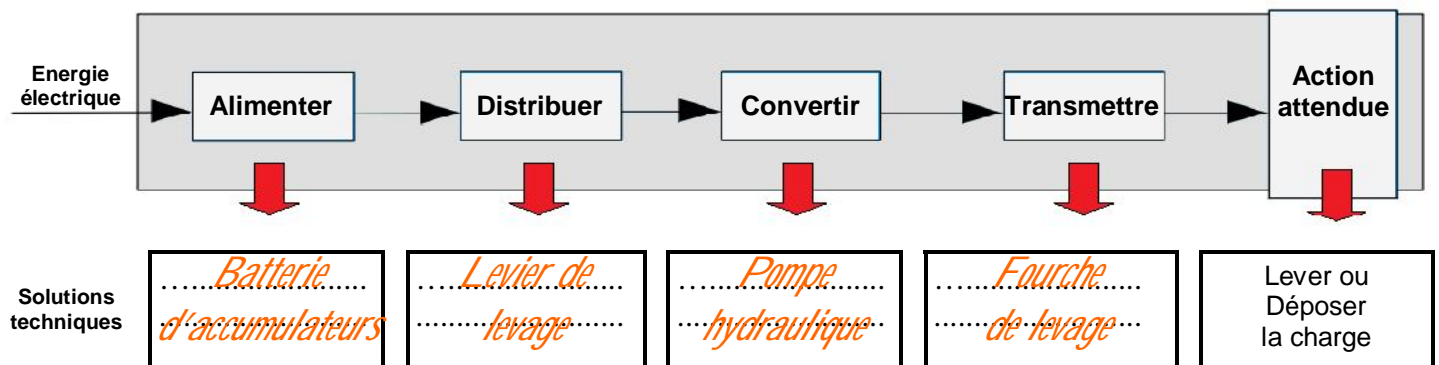 Energie
électrique
Alimenter
Distribuer
Convertir
Transmettre
Action
attendue
Solutions
techniques
Batterie
d'accumulateurs
Levier de
levage
Pompe
hydraulique
Fourche
de levage
Lever ou
Déposer
la charge